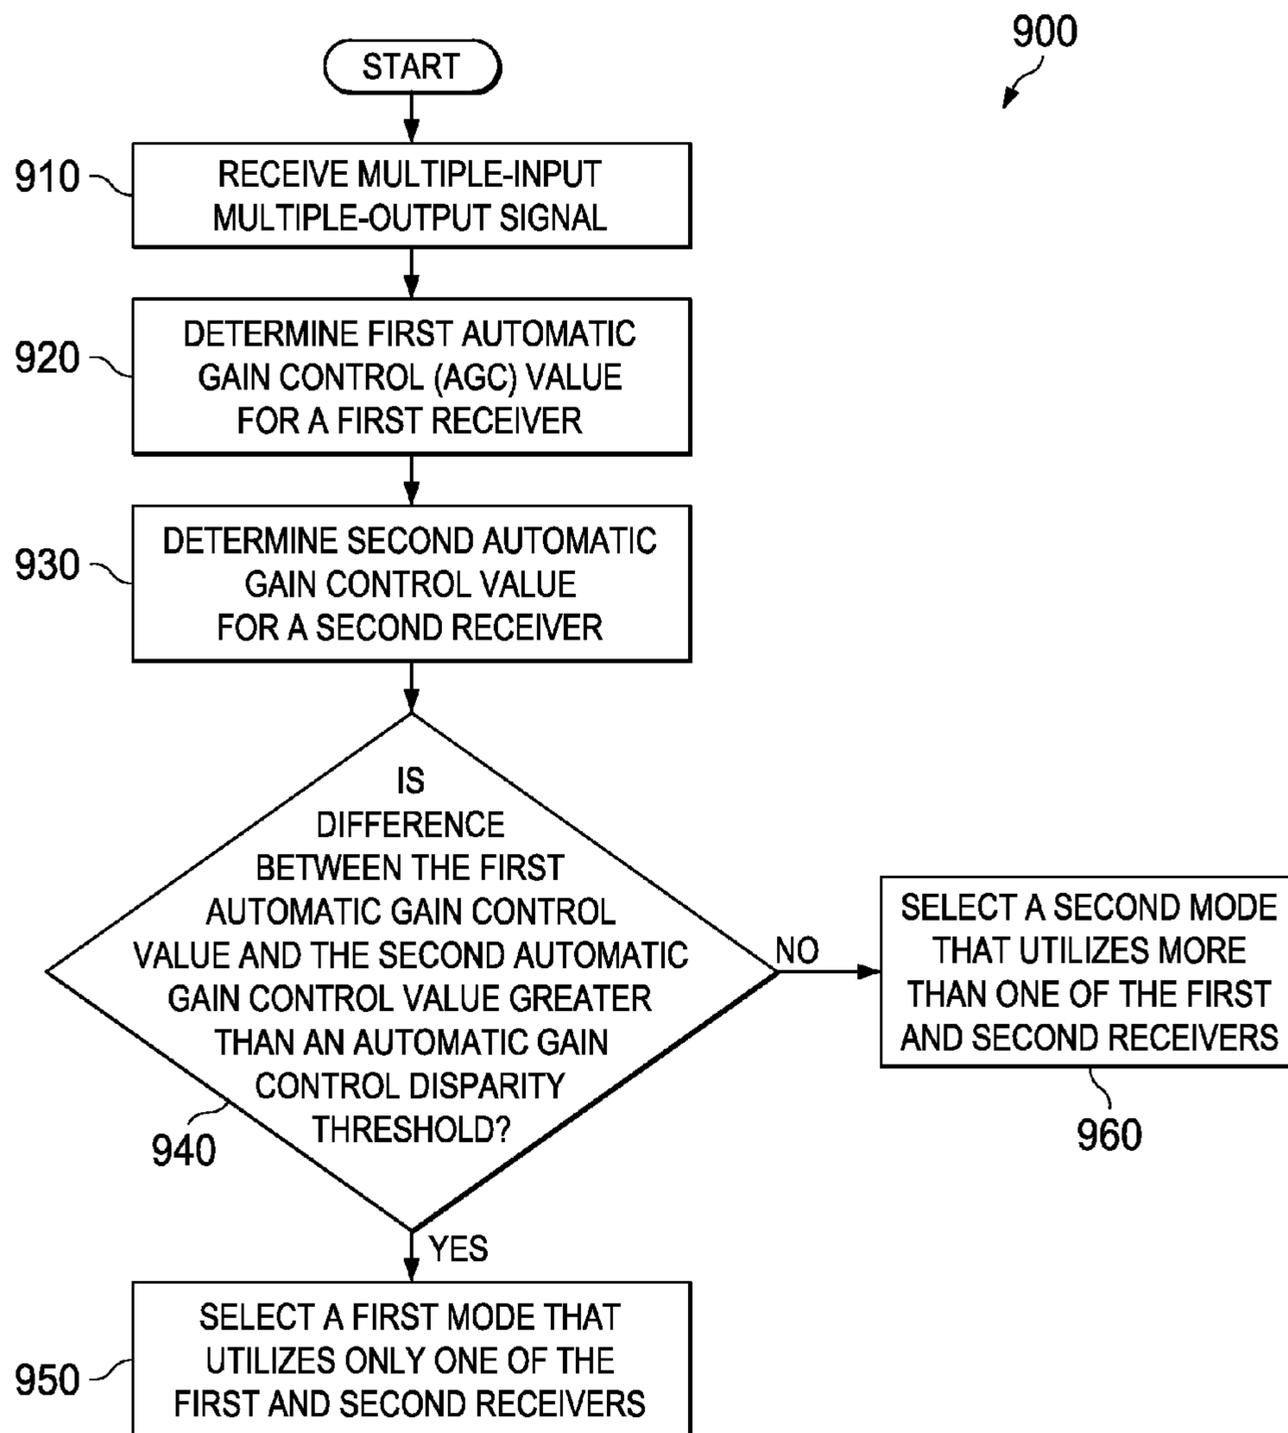 900
START
910
RECEIVE MULTIPLE-INPUT
MULTIPLE-OUTPUT SIGNAL
920
DETERMINE FIRST AUTOMATIC
GAIN CONTROL (AGC) VALUE
FOR A FIRST RECEIVER
930
DETERMINE SECOND AUTOMATIC
GAIN CONTROL VALUE
FOR A SECOND RECEIVER
IS
DIFFERENCE
BETWEEN THE FIRST
AUTOMATIC GAIN CONTROL
VALUE AND THE SECOND AUTOMATIC
GAIN CONTROL VALUE GREATER
THAN AN AUTOMATIC GAIN
CONTROL DISPARITY
THRESHOLD?
940
NO
SELECT A SECOND MODE
THAT UTILIZES MORE
THAN ONE OF THE FIRST
AND SECOND RECEIVERS
960
YES
950
SELECT A FIRST MODE THAT
UTILIZES ONLY ONE OF THE
FIRST AND SECOND RECEIVERS